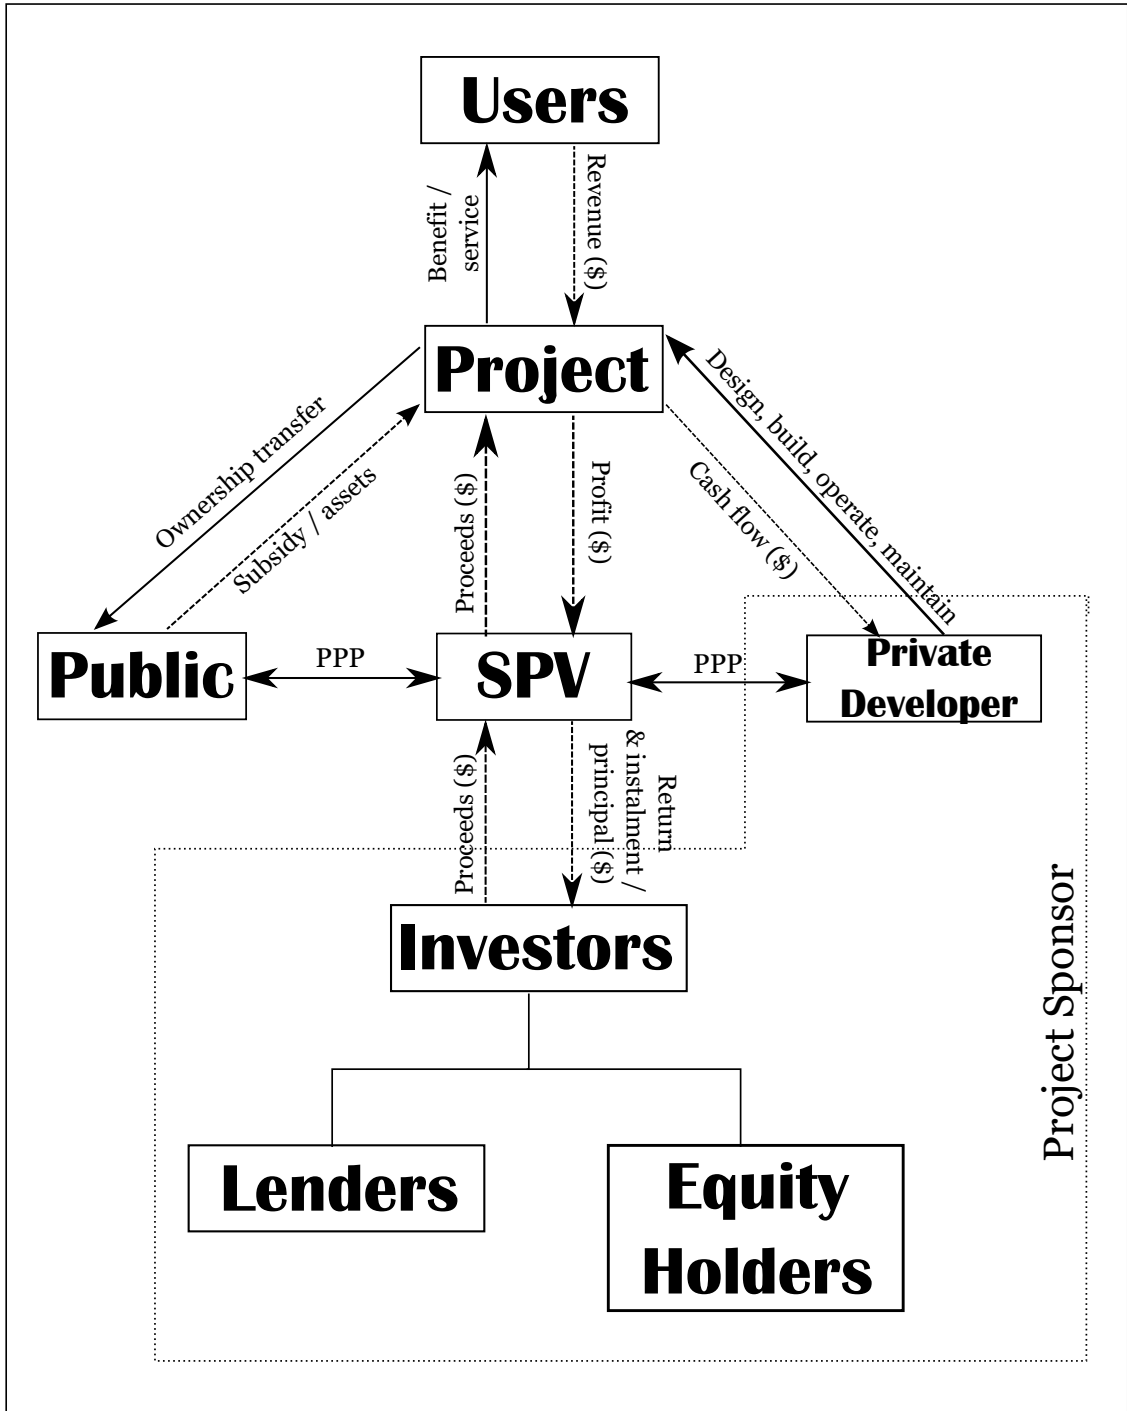 Users
Benefit /
service
Revenue ($)
Project
Ownership transfer
Subsidy / assets
Proceeds ($)
Profit ($)
Cash flow ($)
Design, build, operate, maintain
Public
PPP
SPV
PPP
Private
Developer
Proceeds ($)
Return
& instalment /
principal ($)
Investors
Project Sponsor
Lenders
Equity
Holders